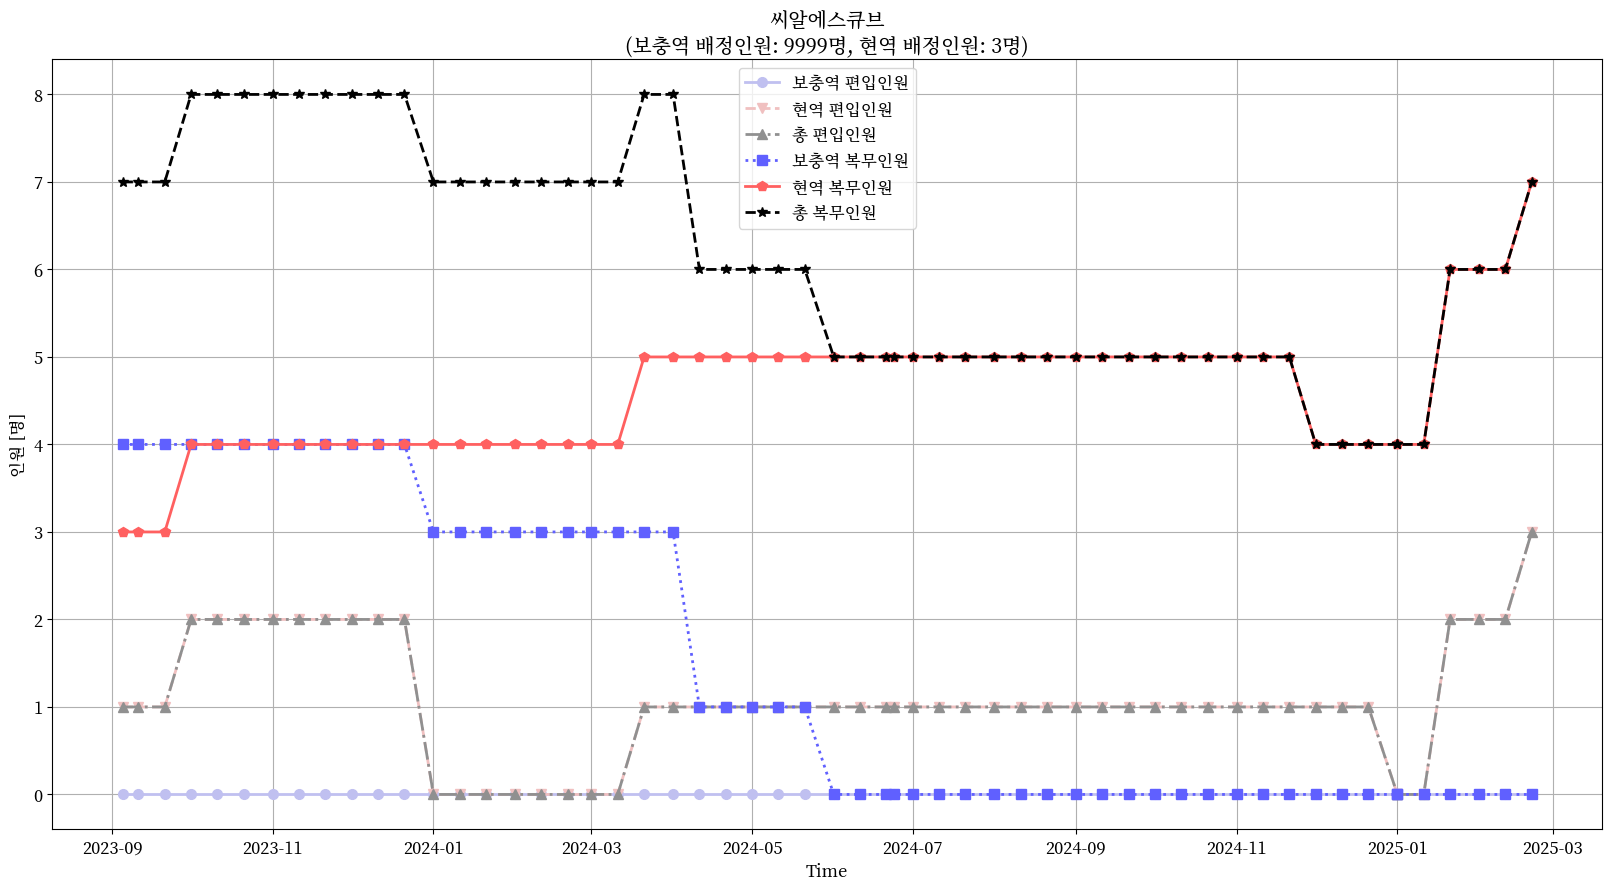 씨알에스큐브
(보충역 배정인원: 9999명, 현역 배정인원: 3명)
보충역 편입인원
현역 편입인원
총 편입인원
보충역 복무인원
현역 복무인원
총 복무인원
인원 [명]
8
7
6
5
4
3
2
1
0
2023-09
2023-11
2024-01
2024-03
2024-05
2024-07
2024-09
2024-11
2025-01
2025-03
Time